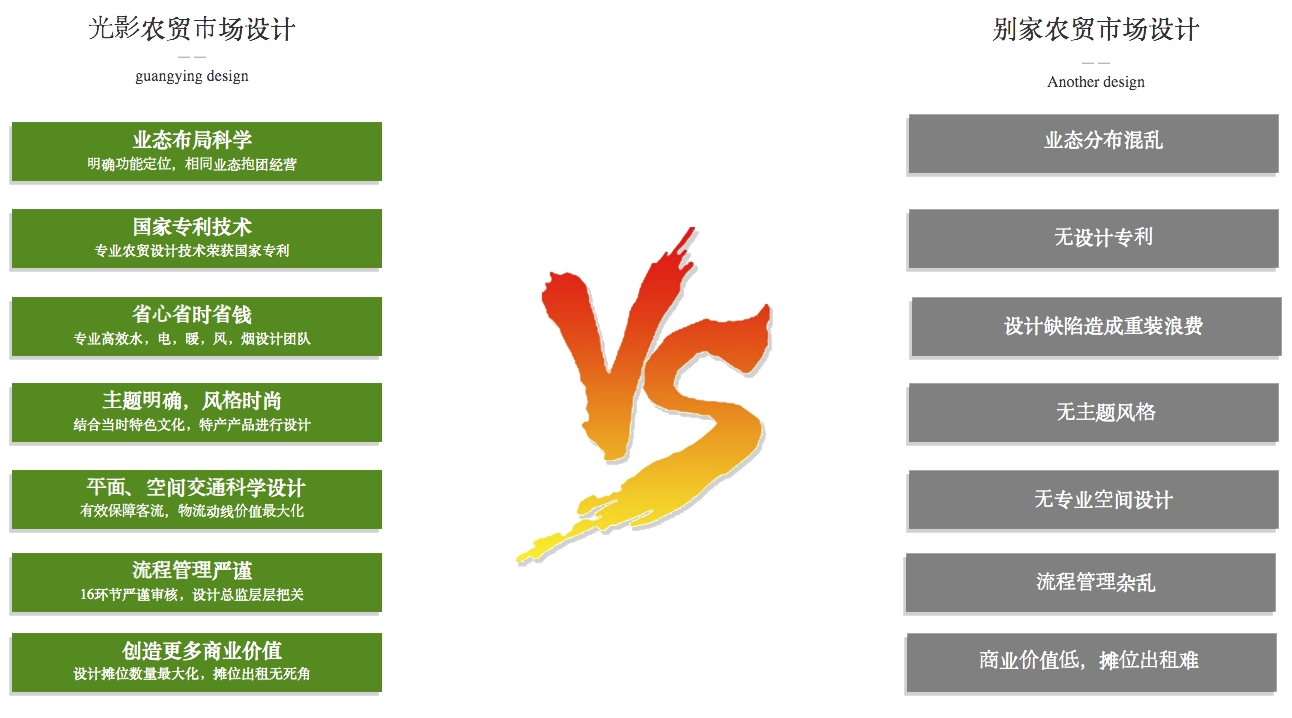 光影农贸市场设计
guangying design
业态布局科学
明确功能定位，相同业态抱团经营
国家专利技术
专业农贸设计技术荣获国家专利
省心省时省钱
专业高效水，电，暖，风，烟设计团队
主题明确，风格时尚
结合当时特色文化，特产产品进行设计
平面、空间交通科学设计
有效保障客流，物流动线价值最大化
流程管理严谨
16环节严谨审核，设计总监层层把关
创造更多商业价值
设计摊位数量最大化，摊位出租无死角
VS
别家农贸市场设计
Another design
业态分布混乱
无设计专利
设计缺陷造成重装浪费
无主题风格
无专业空间设计
流程管理杂乱
商业价值低，摊位出租难